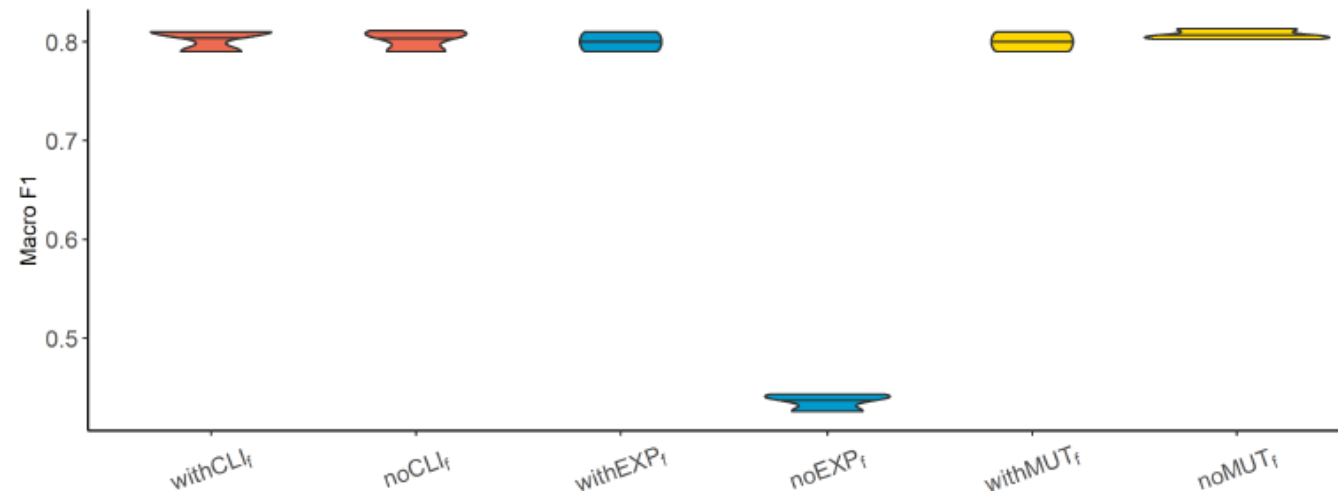 0.8
0.7
0.6
0.5
Macro F1
withCLIf
noCLIf
withEXPf
noEXPf
withMUTf
noMUTf